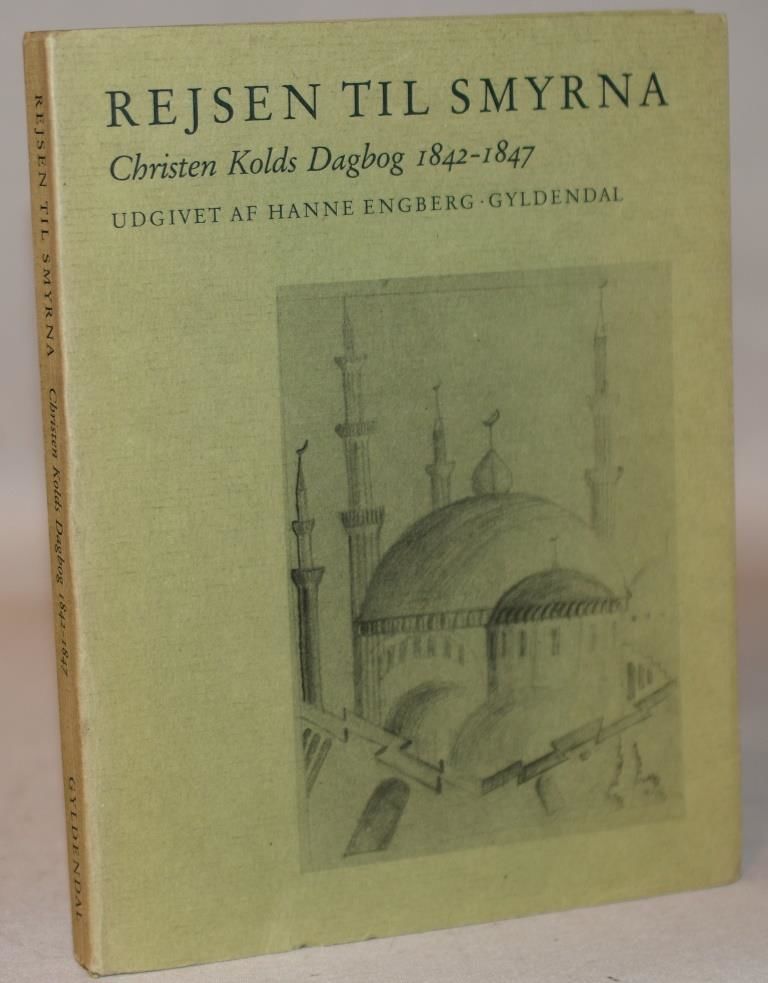 REJSEN TIL SMYRNA
Christen Kolds Dagbog 1842-1847
UDGIVET AF HANNE ENGBERG · GYLDENDAL
REJSEN TIL SMYRNA Christen Kolds Dagbog 1842-1847 GYLDENDAL